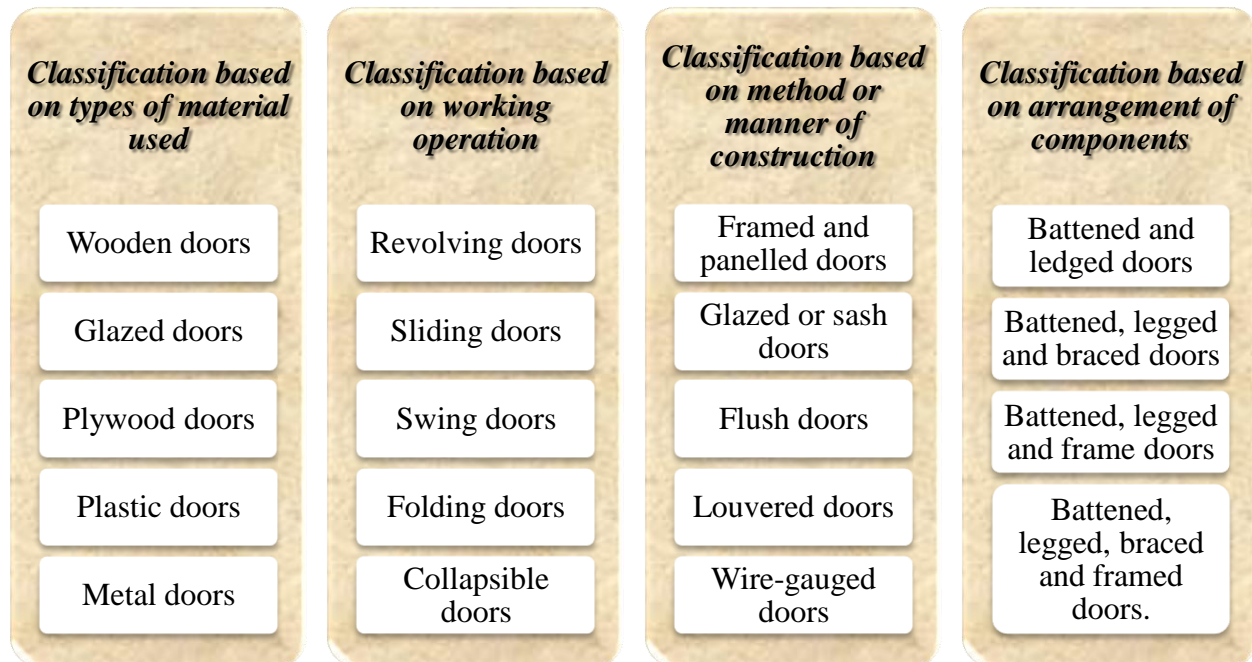 Classification based
on types of material
used
Wooden doors
Glazed doors
Plywood doors
Plastic doors
Metal doors
Classification based
on working
operation
Revolving doors
Sliding doors
Swing doors
Folding doors
Collapsible
doors
Classification based
on method or
manner of
construction
Framed and
panelled doors
Glazed or sash
doors
Flush doors
Louvered doors
Wire-gauged
doors
Classification based
on arrangement of
components
Battened and
ledged doors
Battened, legged
and braced doors
Battened, legged
and frame doors
Battened,
legged, braced
and framed
doors.